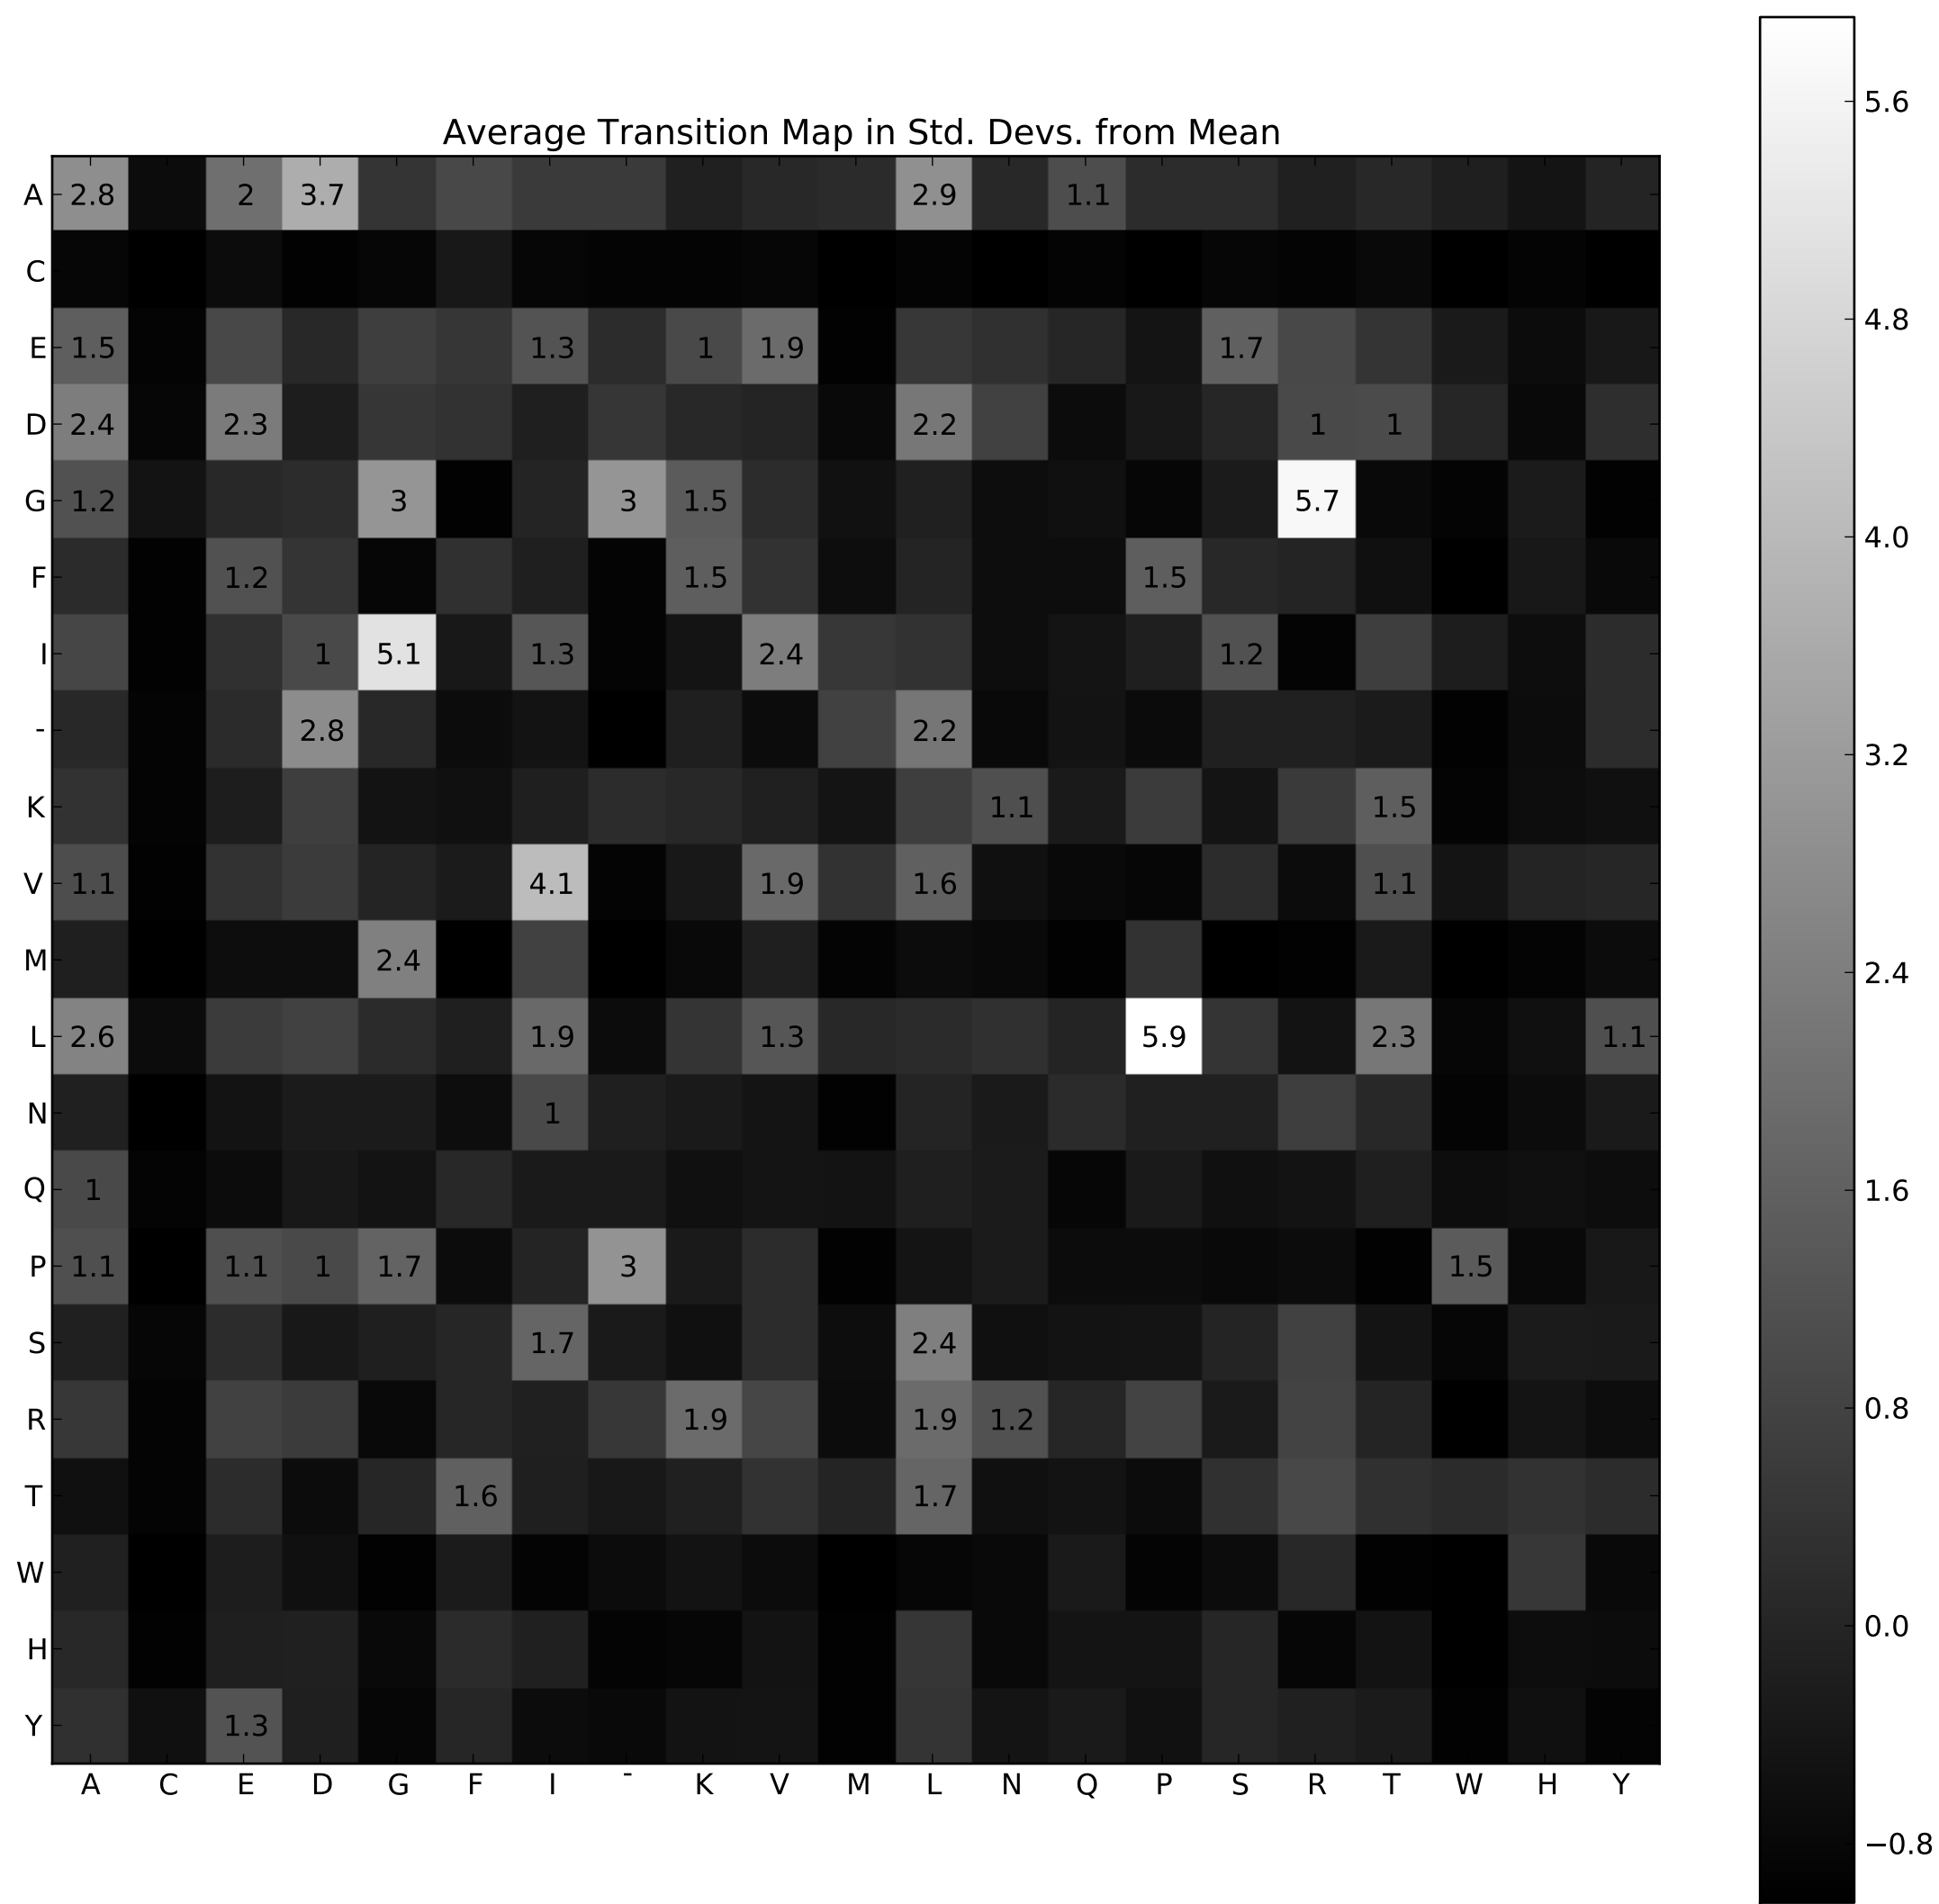 Average Transition Map in Std. Devs. from Mean
A 2.8 2 3.7 2.9 1.1
C
E 1.5 1.3 1 1.9 1.7
D 2.4 2.3 2.2 1 1
G 1.2 3 3 1.5 5.7
F 1.2 1.5 1.5
I 1 5.1 1.3 2.4 1.2
- 2.8 2.2
K 1.1 1.5
V 1.1 4.1 1.9 1.6 1.1
M 2.4
L 2.6 1.9 1.3 5.9 2.3 1.1
N 1
Q 1
P 1.1 1.1 1 1.7 3 1.5
S 1.7 2.4
R 1.9 1.9 1.2
T 1.6 1.7
W
H
Y 1.3
A C E D G F I - K V M L N Q P S R T W H Y
5.6
4.8
4.0
3.2
2.4
1.6
0.8
0.0
−0.8